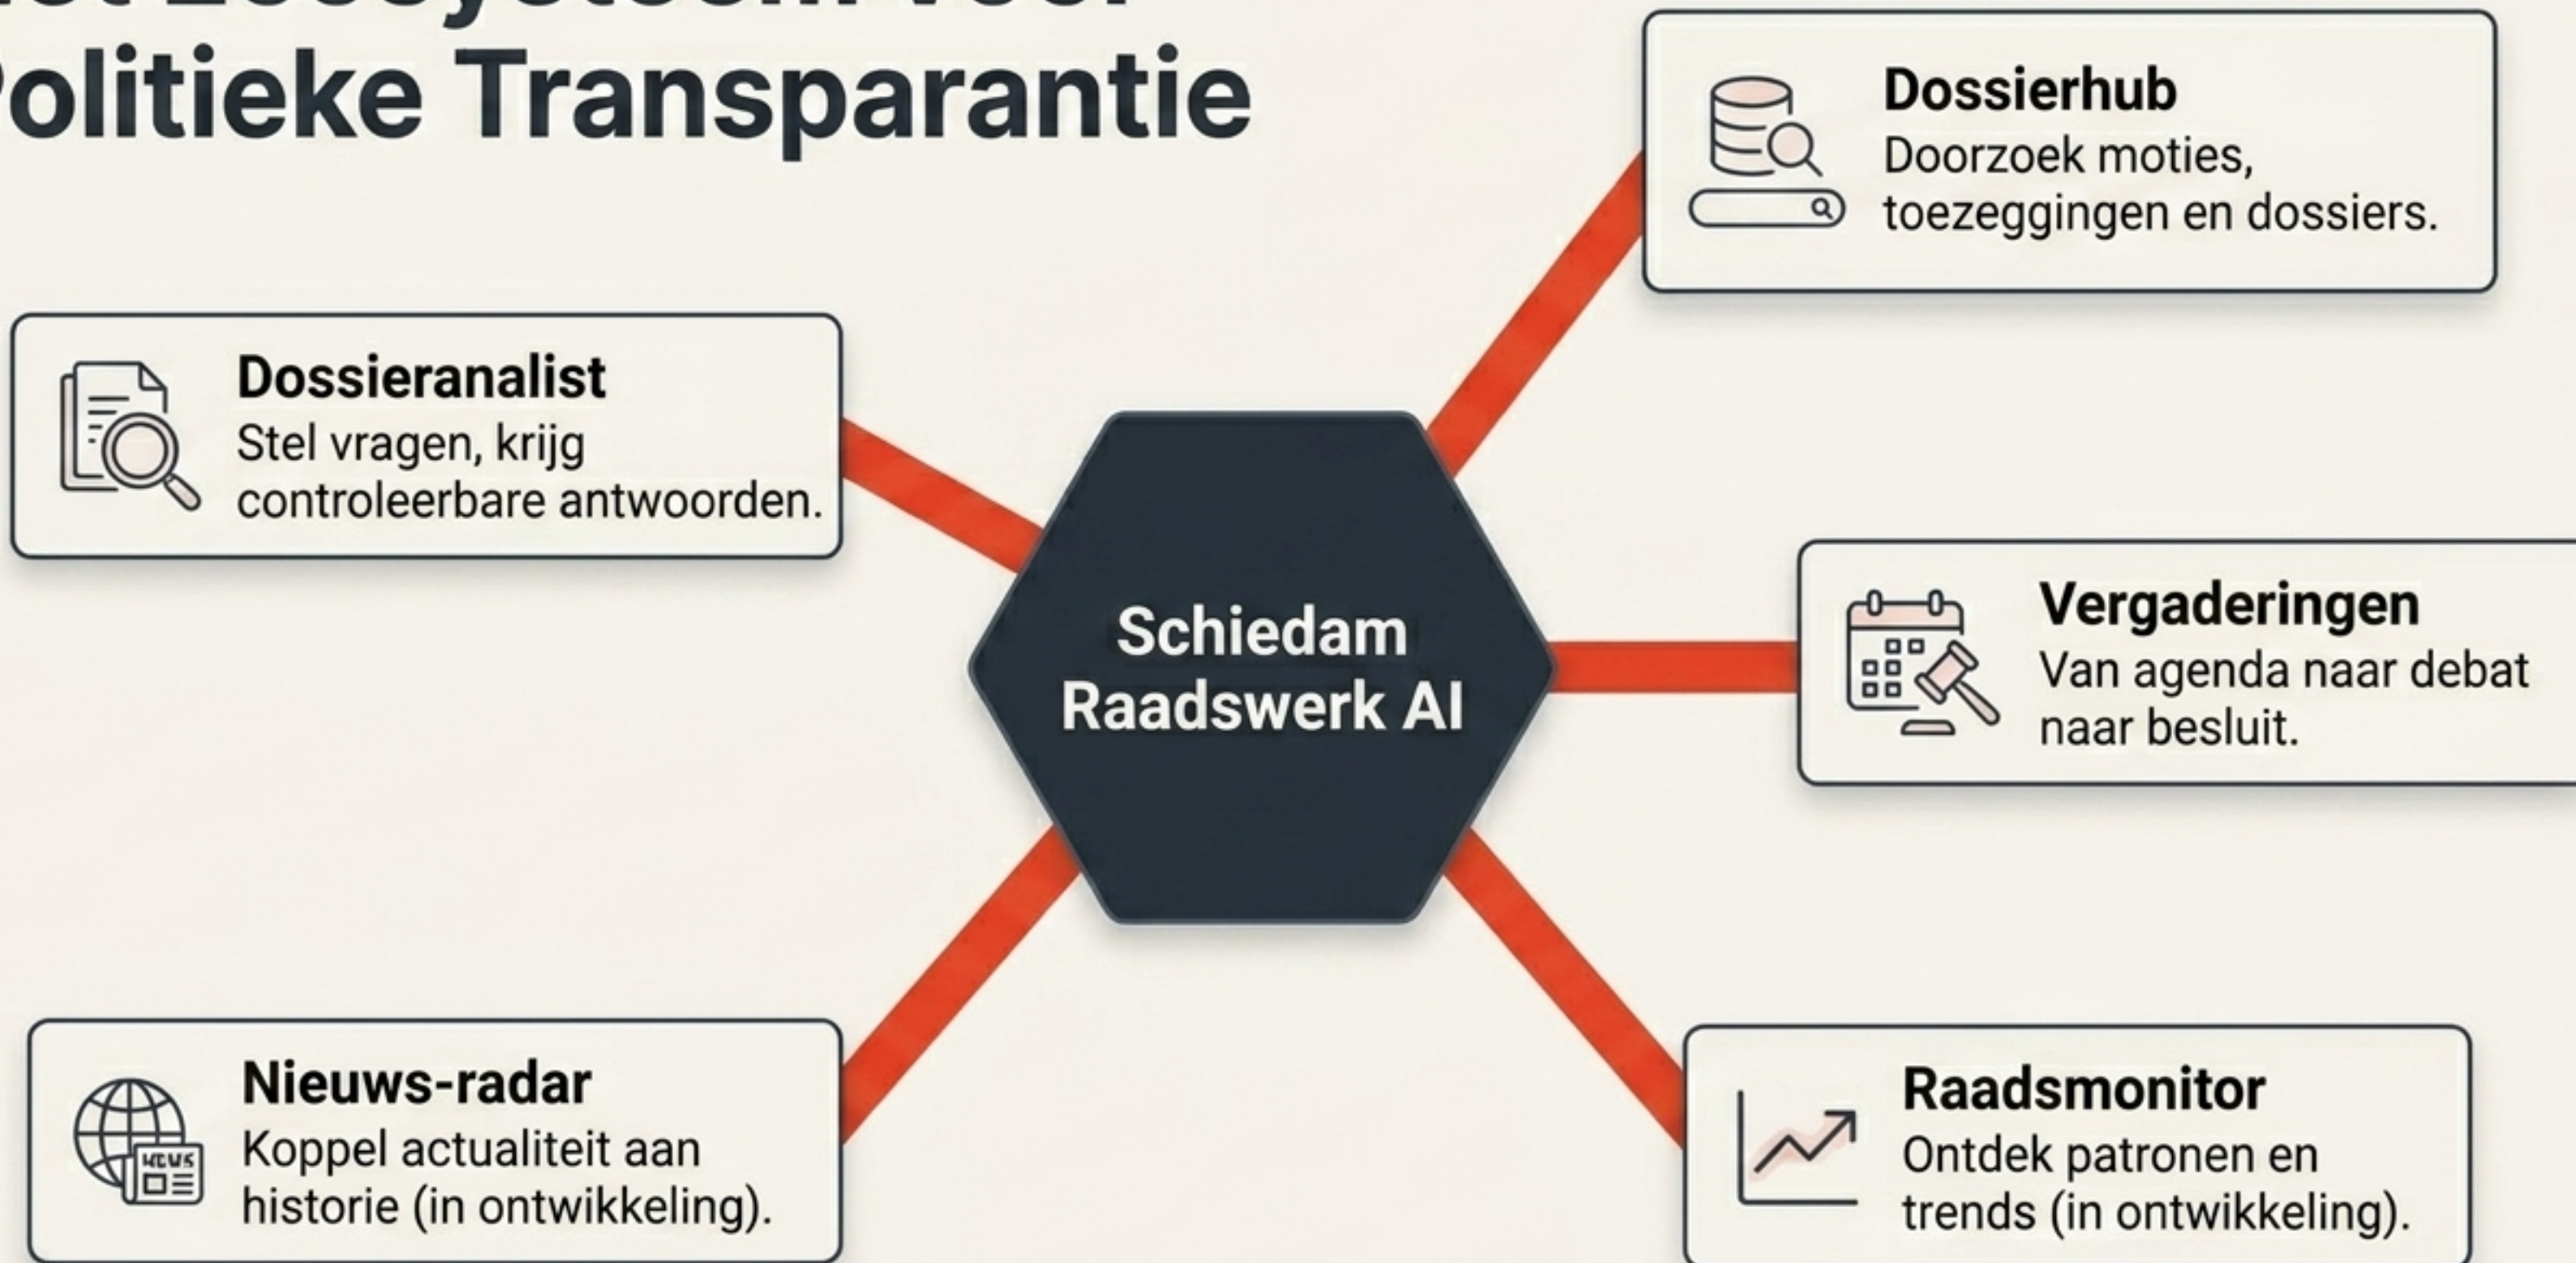 Politieke Transparantie
Dossierhub
Doorzoek moties,
toezeggingen en dossiers.
Dossieranalist
Stel vragen, krijg
controleerbare antwoorden.
Schiedam
Raadswerk AI
Vergaderingen
Van agenda naar debat
naar besluit.
Nieuws-radar
Koppel actualiteit aan
historie (in ontwikkeling).
NEWS
Raadsmonitor
Ontdek patronen en
trends (in ontwikkeling).